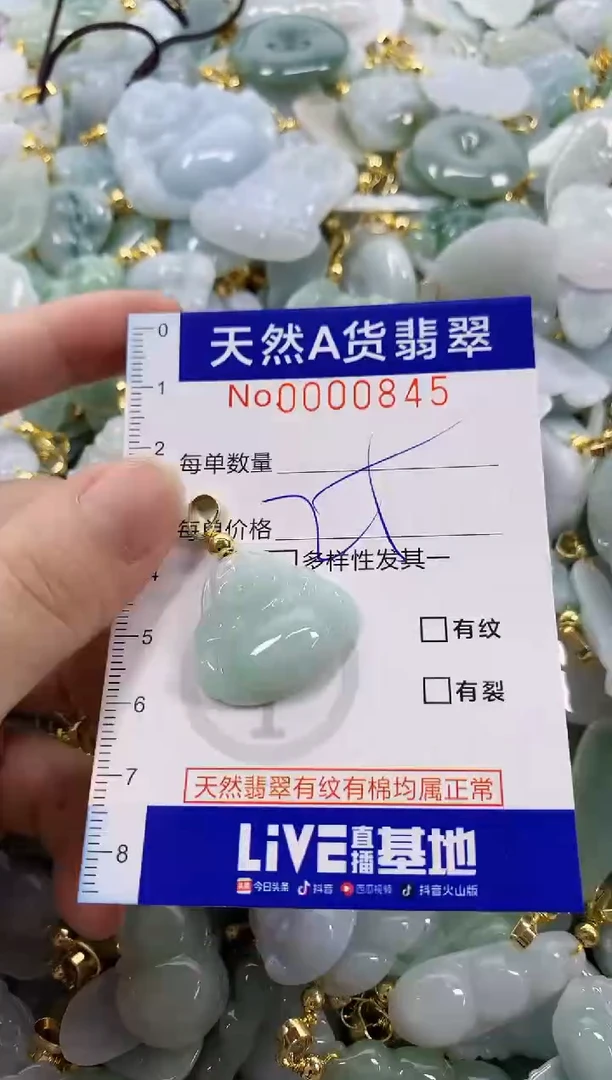 0
天然A货翡翠
1
No.0000845
2
每单数量
每单价格
4
多样性发其一
5
有纹
6
有裂
7
天然翡翠有纹有棉均属正常
8
LiVE直播基地
今日头条 抖音 西瓜视频 抖音火山版